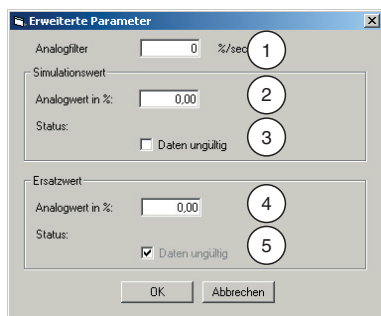 Erweiterte Parameter
Analogfilter 0 %/sec 1
Simulationswert
Analogwert in %: 0,00 2
Status:
Daten ungültig 3
Ersatzwert
Analogwert in %: 0,00 4
Status:
Daten ungültig 5
OK Abbrechen